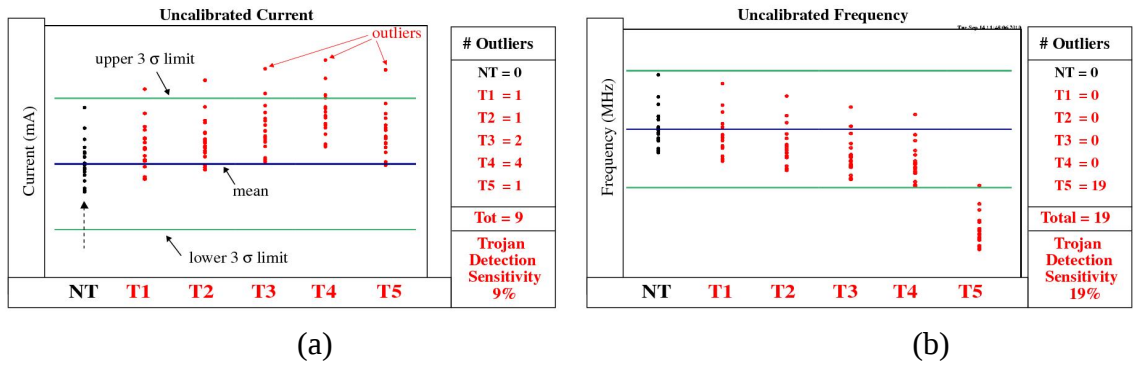 Uncalibrated Current
outliers
upper 3 σ limit
mean
lower 3 σ limit
Current (mA)
# Outliers
NT = 0
T1 = 1
T2 = 1
T3 = 2
T4 = 4
T5 = 1
Tot = 9
Trojan
Detection
Sensitivity
9%
NT T1 T2 T3 T4 T5
(a)
Uncalibrated Frequency
Frequency (MHz)
# Outliers
NT = 0
T1 = 0
T2 = 0
T3 = 0
T4 = 0
T5 = 19
Total = 19
Trojan
Detection
Sensitivity
19%
NT T1 T2 T3 T4 T5
(b)